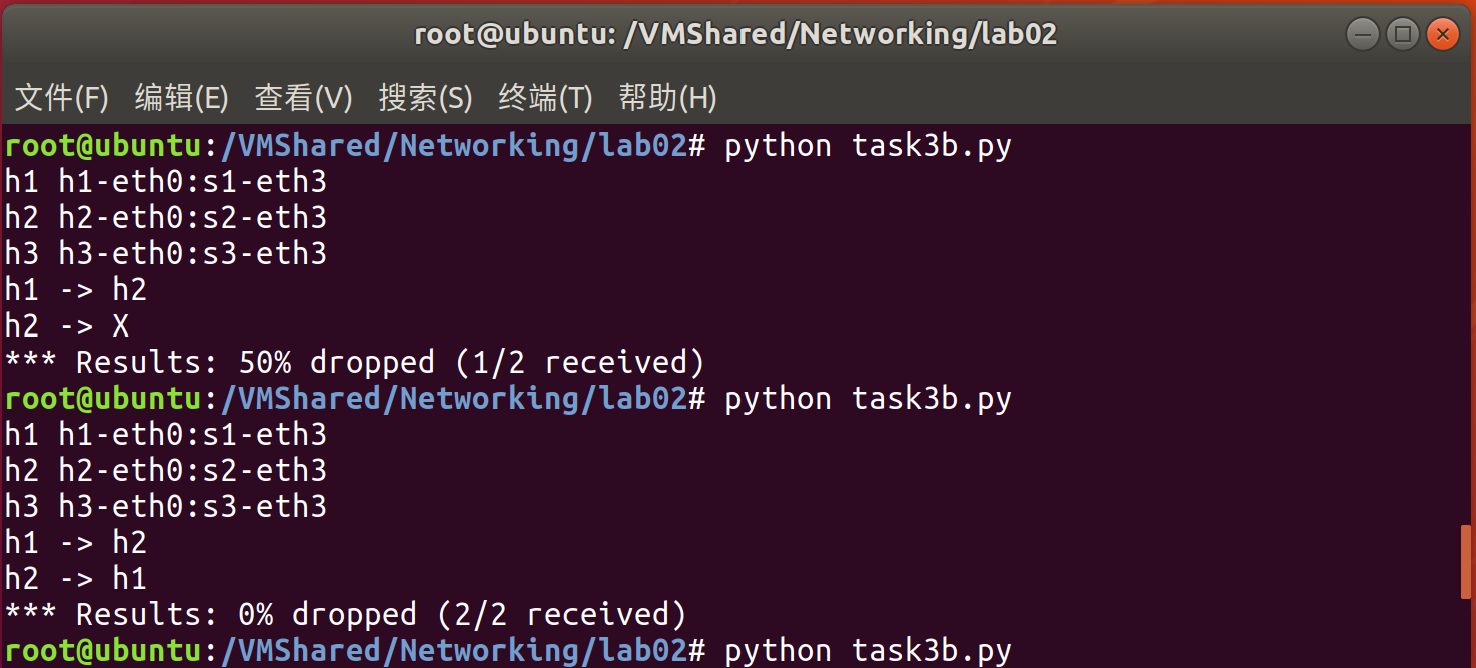 root@ubuntu: /VMShared/Networking/lab02
文件(F) 编辑(E) 查看(V) 搜索(S) 终端(T) 帮助(H)
root@ubuntu:/VMShared/Networking/lab02# python task3b.py
h1 h1-eth0:s1-eth3
h2 h2-eth0:s2-eth3
h3 h3-eth0:s3-eth3
h1 -> h2
h2 -> X
*** Results: 50% dropped (1/2 received)
root@ubuntu:/VMShared/Networking/lab02# python task3b.py
h1 h1-eth0:s1-eth3
h2 h2-eth0:s2-eth3
h3 h3-eth0:s3-eth3
h1 -> h2
h2 -> h1
*** Results: 0% dropped (2/2 received)
root@ubuntu:/VMShared/Networking/lab02# python task3b.py